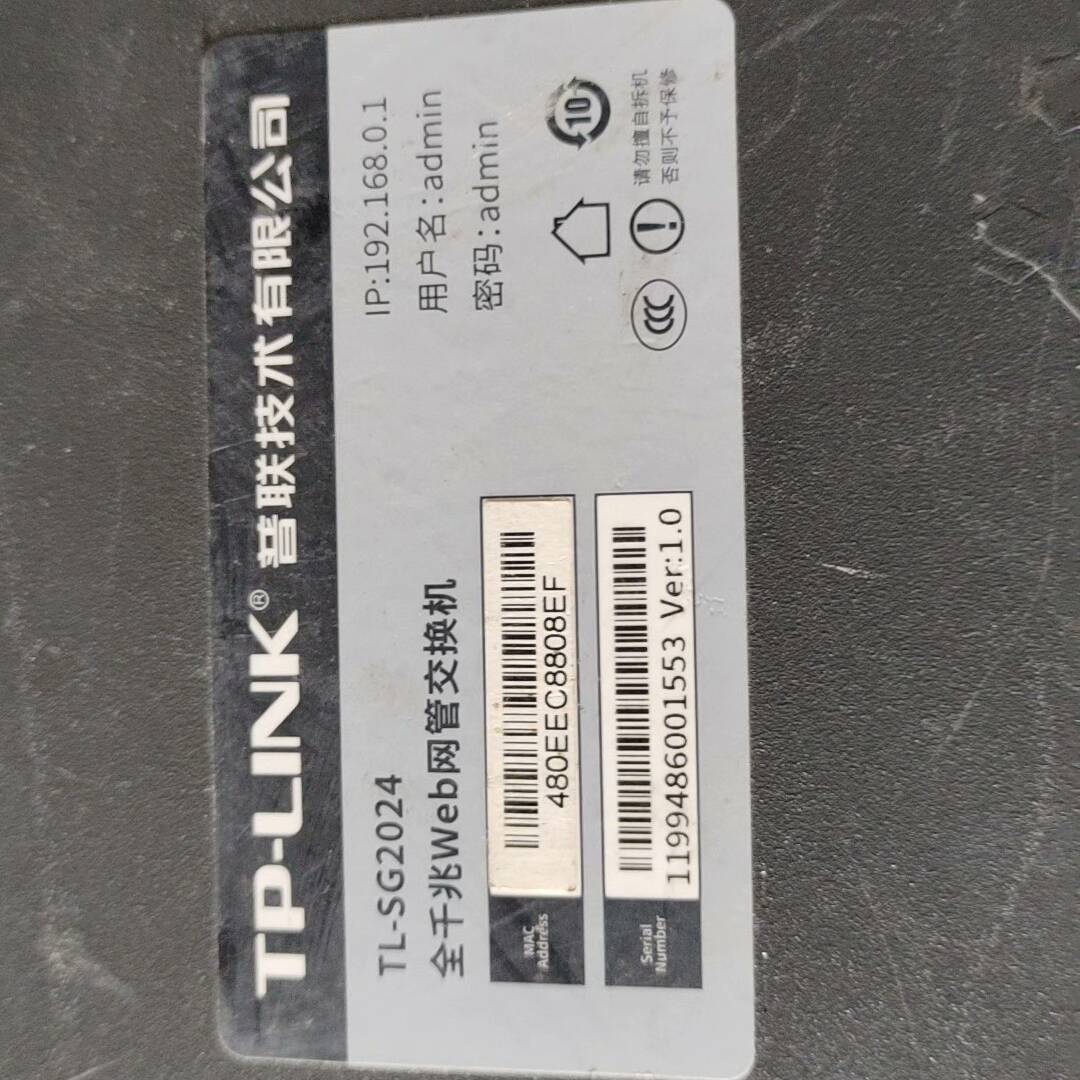 TP-LINK® 普联技术有限公司
TL-SG2024
全千兆Web网管交换机
IP:192.168.0.1
用户名:admin
密码:admin
MAC
Address
480EEC8808EF
Serial
Number
1199486001553 Ver:1.0
10
CCC
请勿擅自拆机
否则不予保修